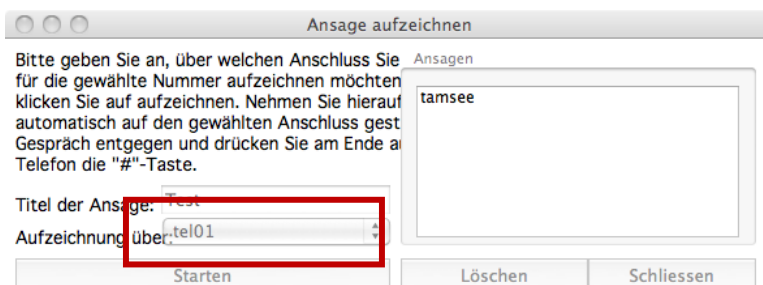 Ansage aufzeichnen
Bitte geben Sie an, über welchen Anschluss Sie
für die gewählte Nummer aufzeichnen möchten
klicken Sie auf aufzeichnen. Nehmen Sie hierauf
automatisch auf den gewählten Anschluss gest
Gespräch entgegen und drücken Sie am Ende a
Telefon die "#"-Taste.
Titel der Ansage: Test
Aufzeichnung über: tel01
Starten
Ansagen
tamsee
Löschen Schliessen